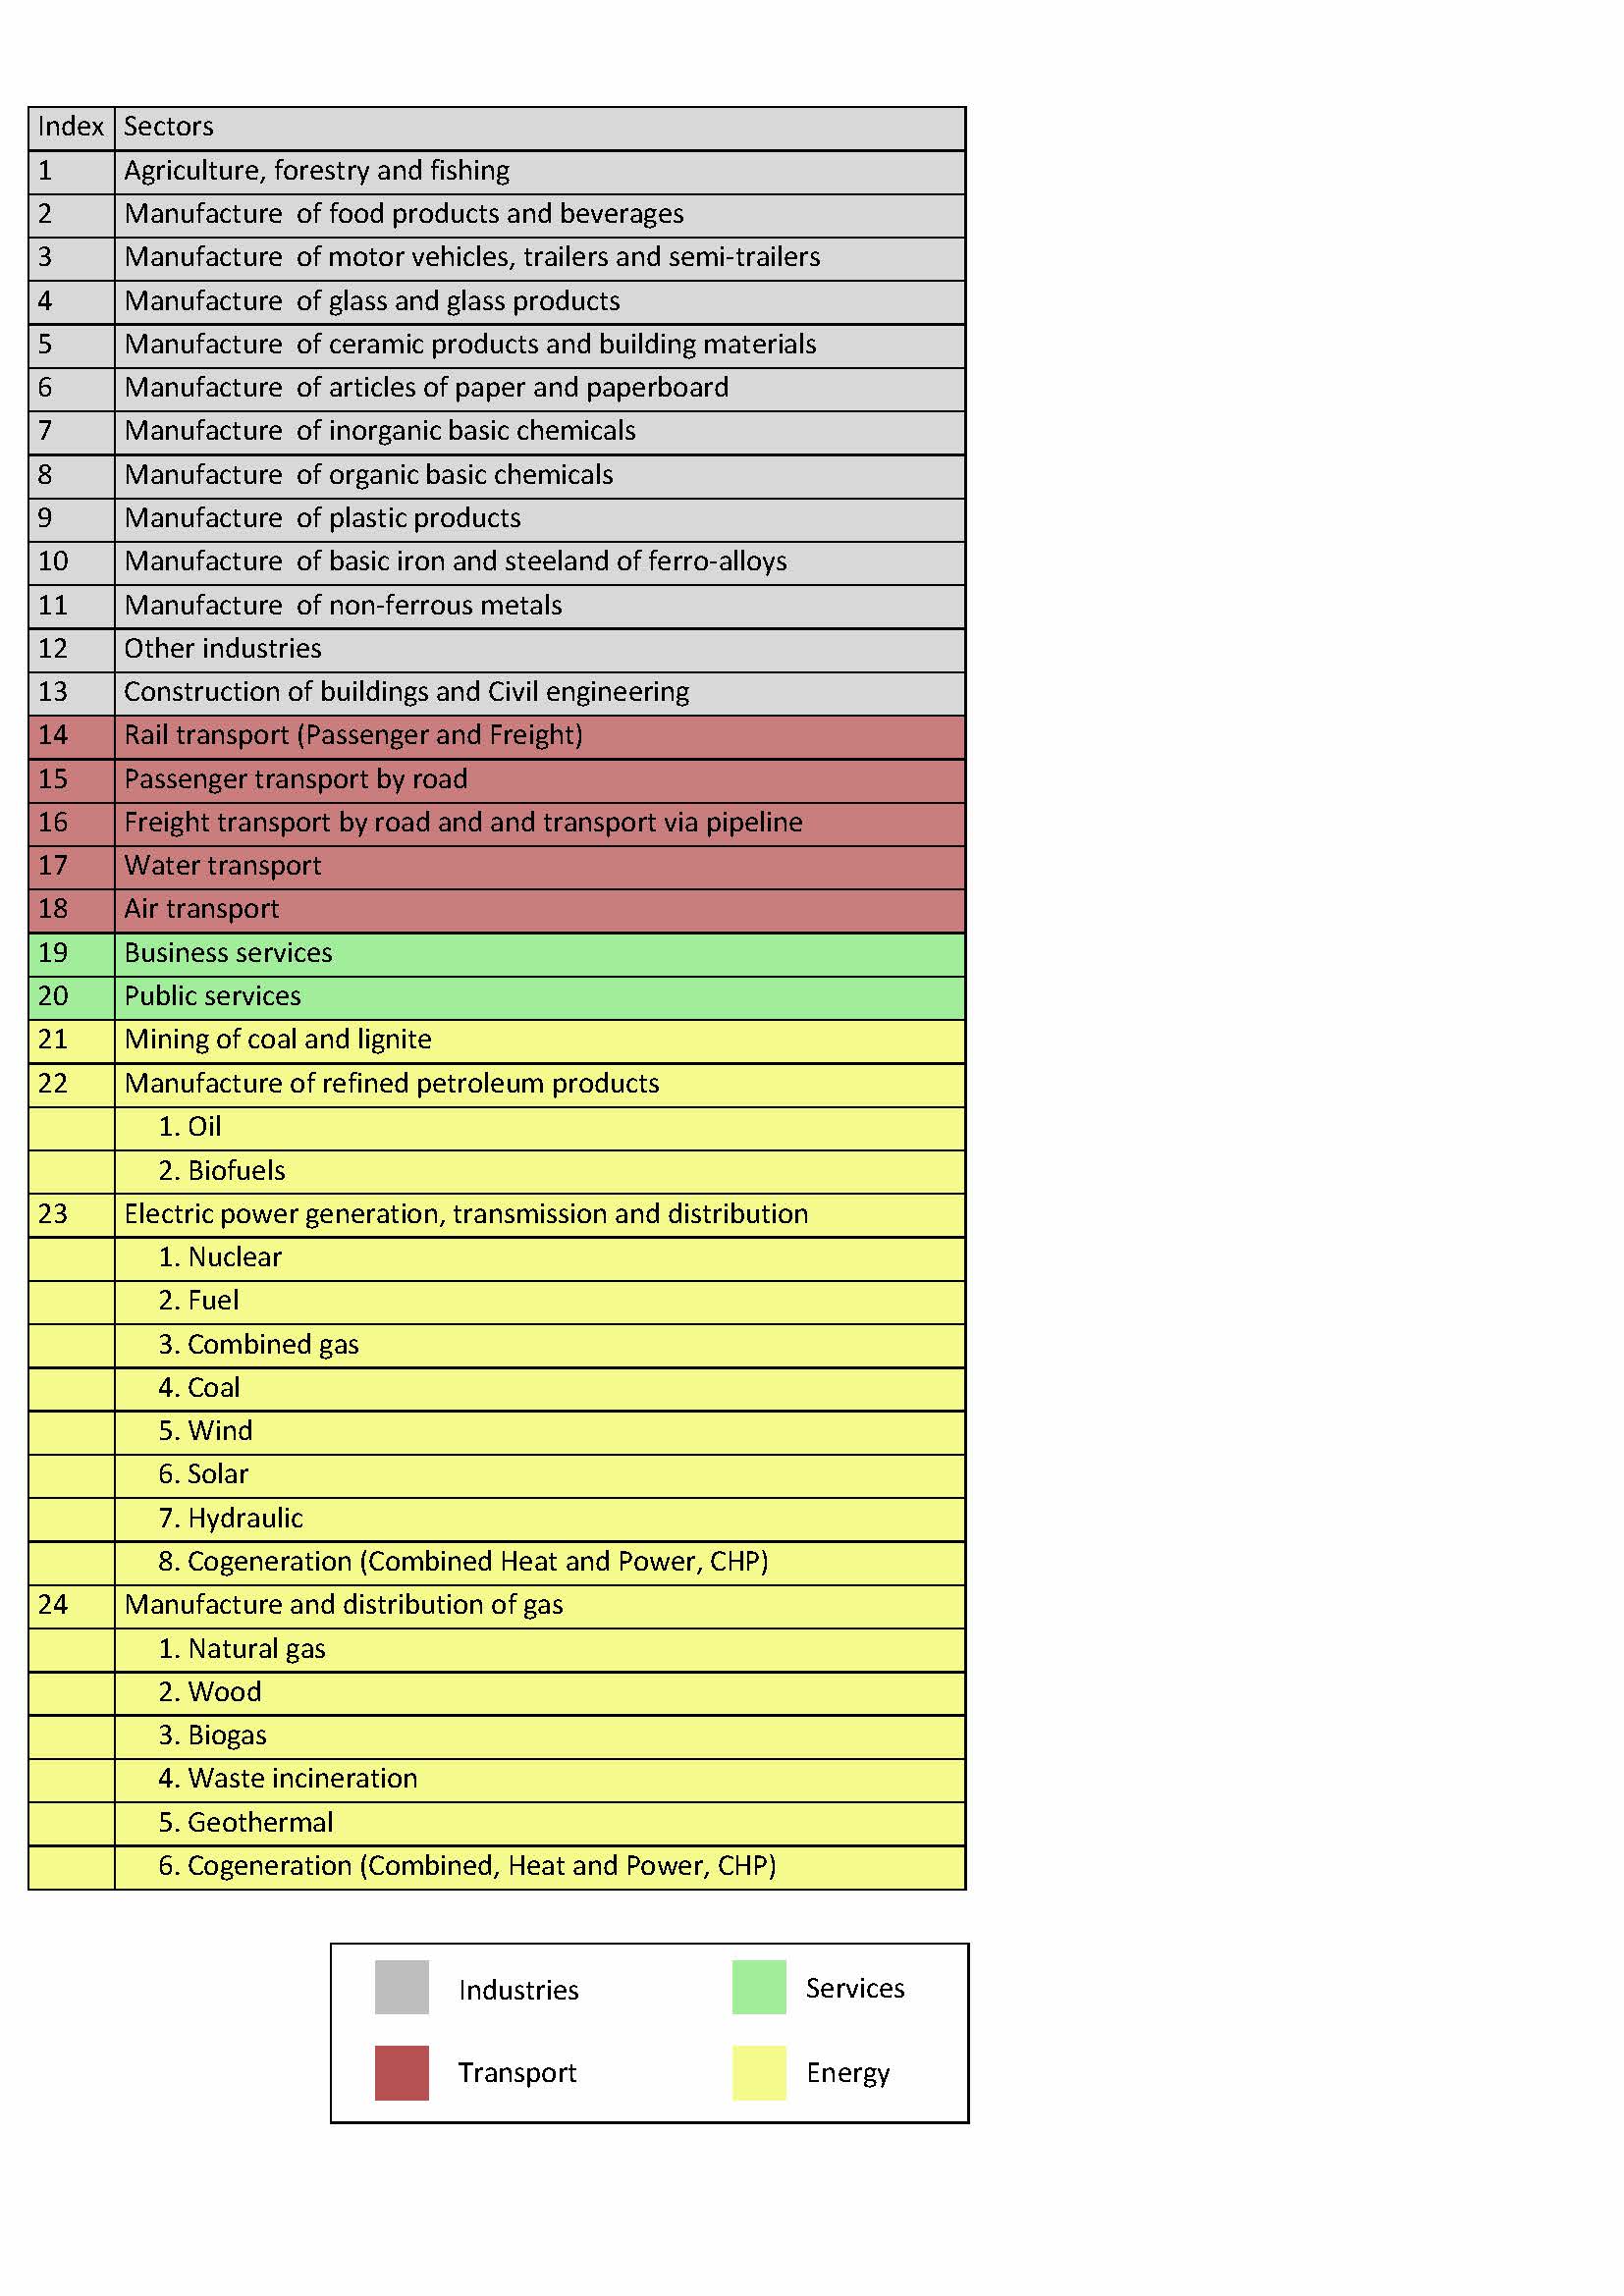 Index Sectors
1 Agriculture, forestry and fishing
2 Manufacture of food products and beverages
3 Manufacture of motor vehicles, trailers and semi-trailers
4 Manufacture of glass and glass products
5 Manufacture of ceramic products and building materials
6 Manufacture of articles of paper and paperboard
7 Manufacture of inorganic basic chemicals
8 Manufacture of organic basic chemicals
9 Manufacture of plastic products
10 Manufacture of basic iron and steeland of ferro-alloys
11 Manufacture of non-ferrous metals
12 Other industries
13 Construction of buildings and Civil engineering
14 Rail transport (Passenger and Freight)
15 Passenger transport by road
16 Freight transport by road and and transport via pipeline
17 Water transport
18 Air transport
19 Business services
20 Public services
21 Mining of coal and lignite
22 Manufacture of refined petroleum products
1. Oil
2. Biofuels
23 Electric power generation, transmission and distribution
1. Nuclear
2. Fuel
3. Combined gas
4. Coal
5. Wind
6. Solar
7. Hydraulic
8. Cogeneration (Combined Heat and Power, CHP)
24 Manufacture and distribution of gas
1. Natural gas
2. Wood
3. Biogas
4. Waste incineration
5. Geothermal
6. Cogeneration (Combined, Heat and Power, CHP)
Industries Services
Transport Energy